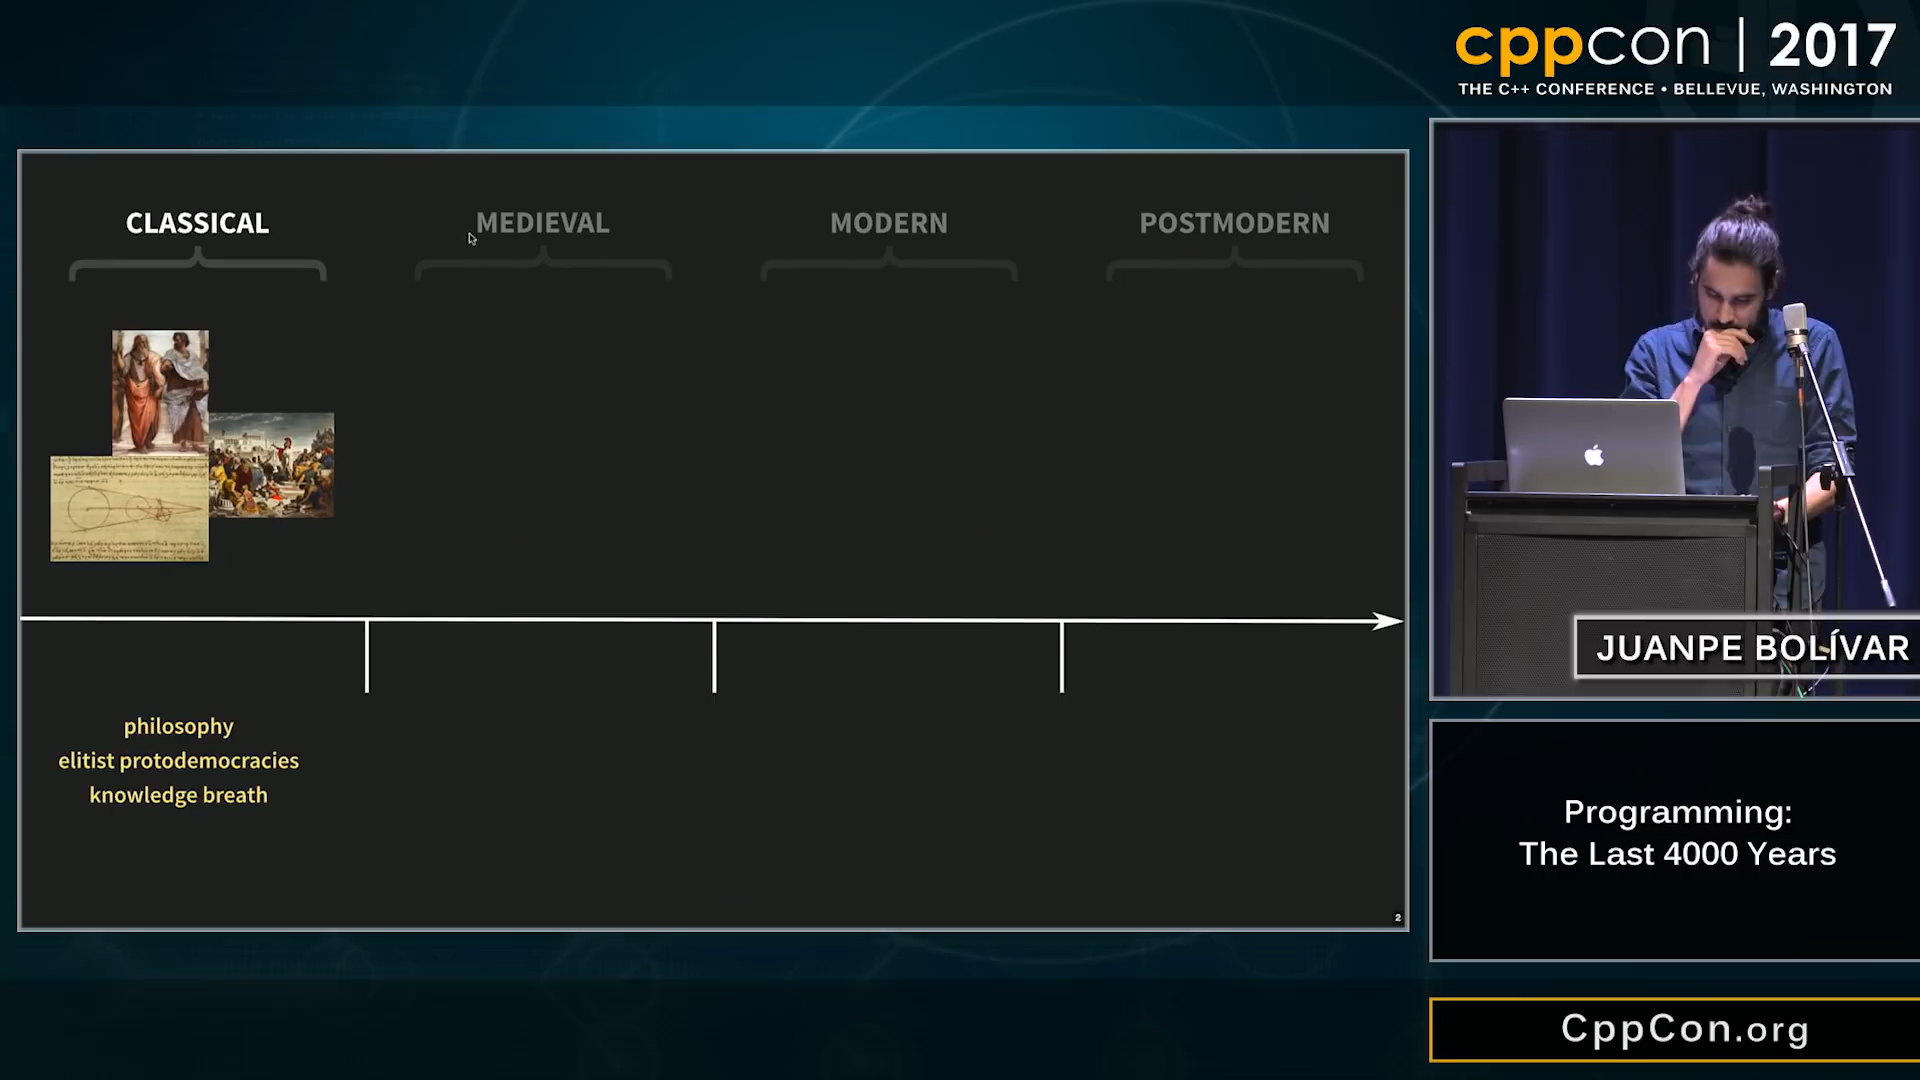 cppcon | 2017
THE C++ CONFERENCE • BELLEVUE, WASHINGTON
CLASSICAL
MEDIEVAL
MODERN
POSTMODERN
philosophy
elitist protodemocracies
knowledge breath
2
JUANPE BOLÍVAR
Programming:
The Last 4000 Years
CppCon.org